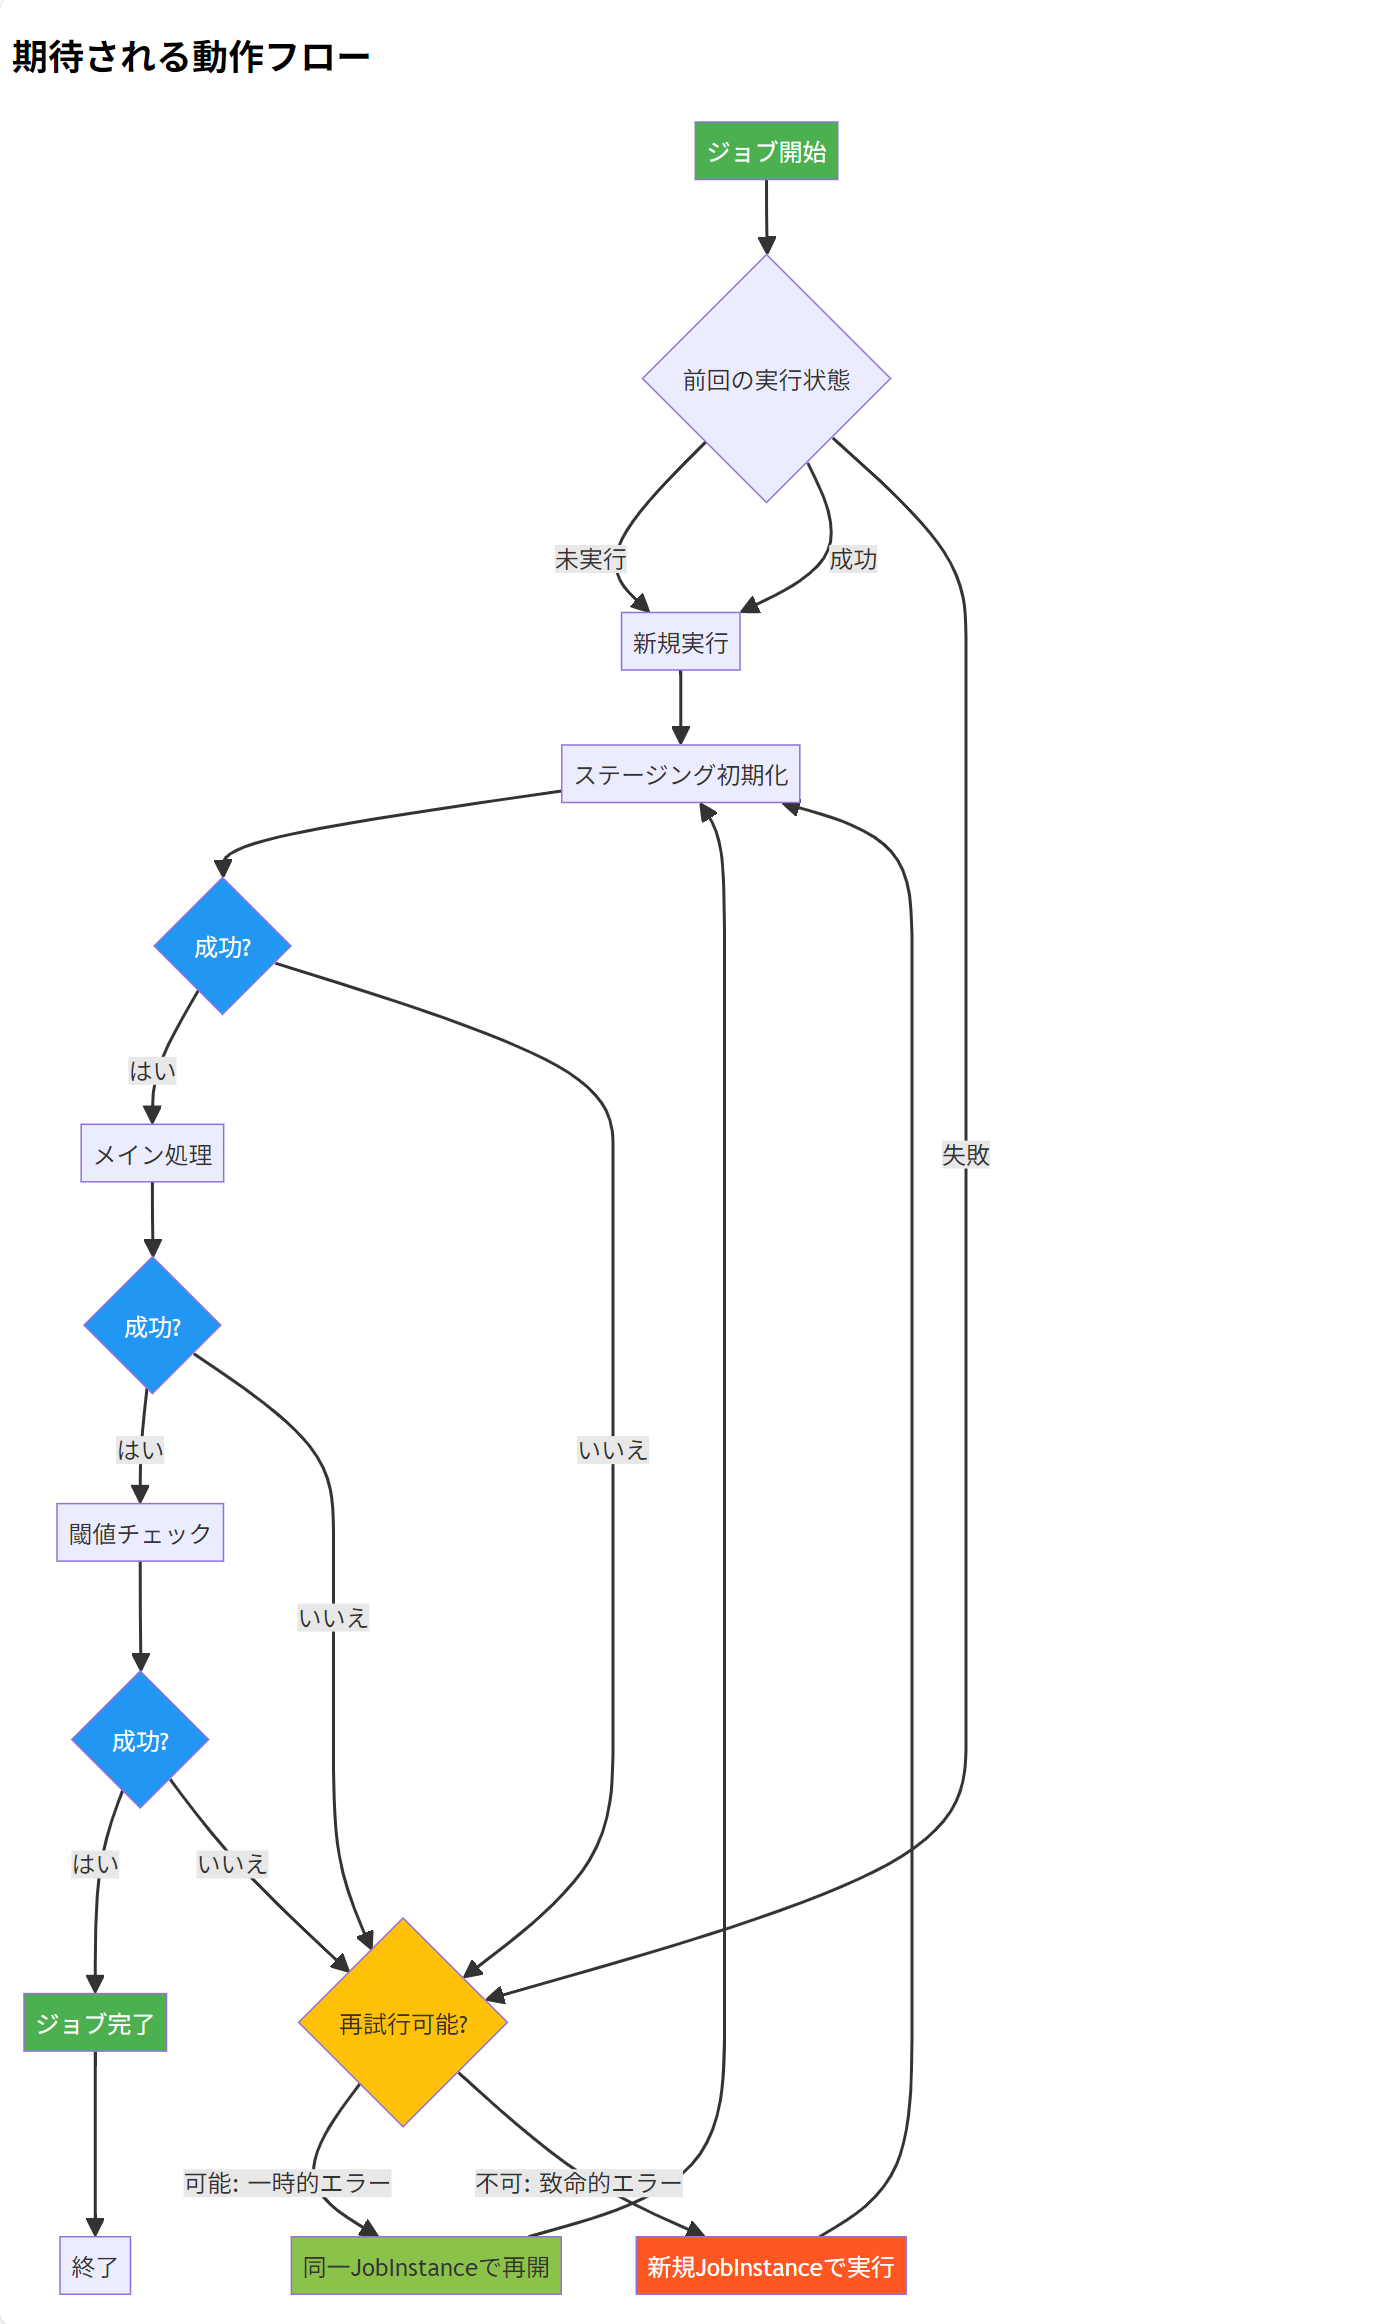 期待される動作フロー
ジョブ開始
前回の実行状態
未実行
成功
新規実行
ステージング初期化
成功?
はい
メイン処理
失敗
成功?
はい
いいえ
閾値チェック
いいえ
成功?
はい
いいえ
ジョブ完了
再試行可能?
可能: 一時的エラー
不可: 致命的エラー
終了
同一JobInstanceで再開
新規JobInstanceで実行